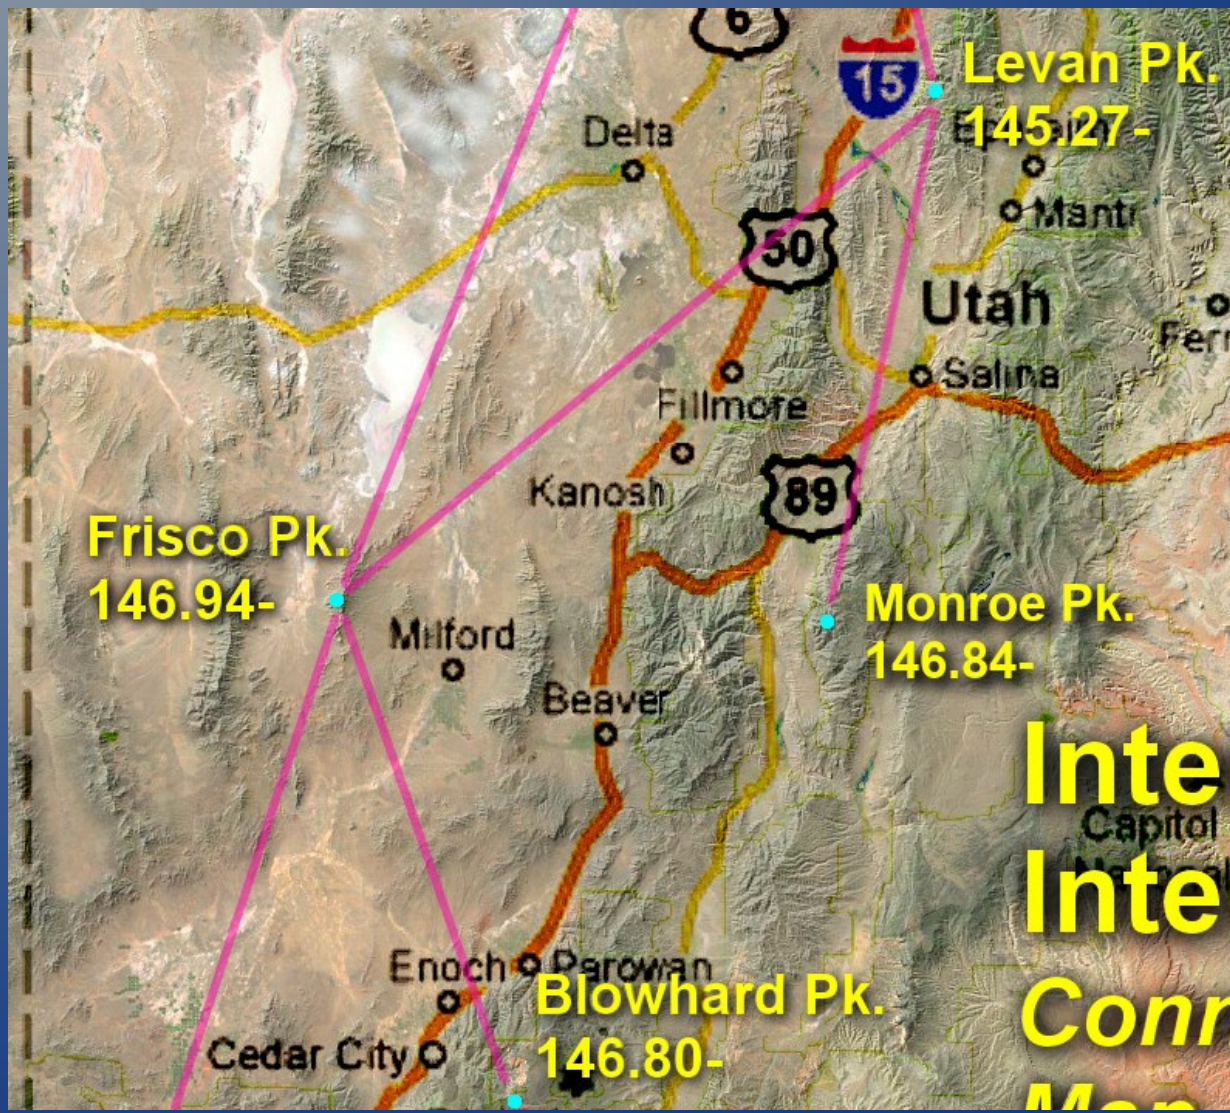 6
15
Levan Pk.
145.27-
Delta
Manti
50
Utah
Salina
Fillmore
Kanosh
89
Frisco Pk.
146.94-
Milford
Monroe Pk.
146.84-
Beaver
Inte
Capitol
Inte
Enoch
Parowan
Blowhard Pk.
146.80-
Cedar City